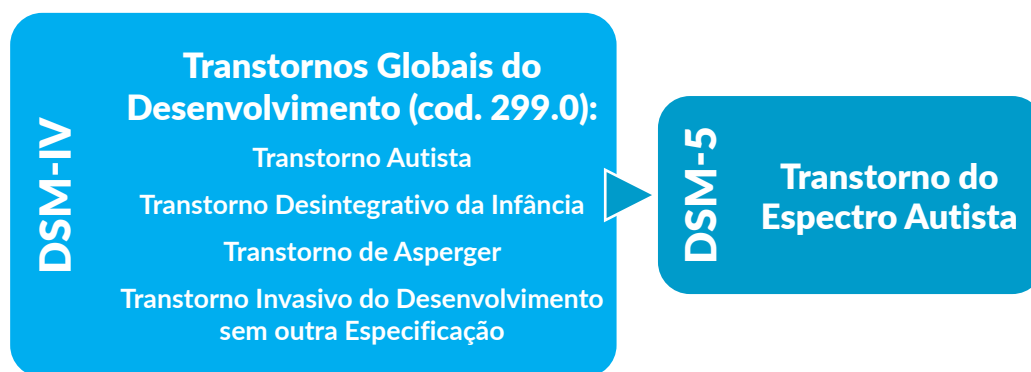 DSM-IV
Transtornos Globais do
Desenvolvimento (cod. 299.0):
Transtorno Autista
Transtorno Desintegrativo da Infância
Transtorno de Asperger
Transtorno Invasivo do Desenvolvimento
sem outra Especificação
DSM-5
Transtorno do
Espectro Autista